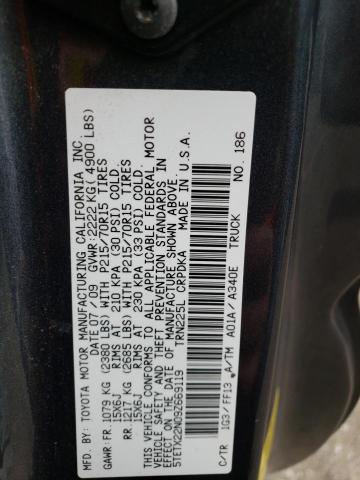 MFD. BY: TOYOTA MOTOR MANUFACTURING CALIFORNIA INC.
DATE: 07 / 09 GVWR: 2222 KG( 4900 LBS)
GAWR: FR. 1079 KG (2380 LBS) WITH P215/70R15 TIRES
15X6J RIMS AT 210 KPA (30 PSI) COLD.
RR. 1217 KG (2685 LBS) WITH P215/70R15 TIRES
15X6J RIMS AT 230 KPA (33 PSI) COLD.
THIS VEHICLE CONFORMS TO ALL APPLICABLE FEDERAL MOTOR
VEHICLE SAFETY AND THEFT PREVENTION STANDARDS IN
EFFECT ON THE DATE OF MANUFACTURE SHOWN ABOVE.
5TETX22N09Z669119 TRUCK
TRN225L CRPDKA MADE IN U.S.A.
C/TR 1G3/FF13 A/TM A01A/ A340E NO. 186